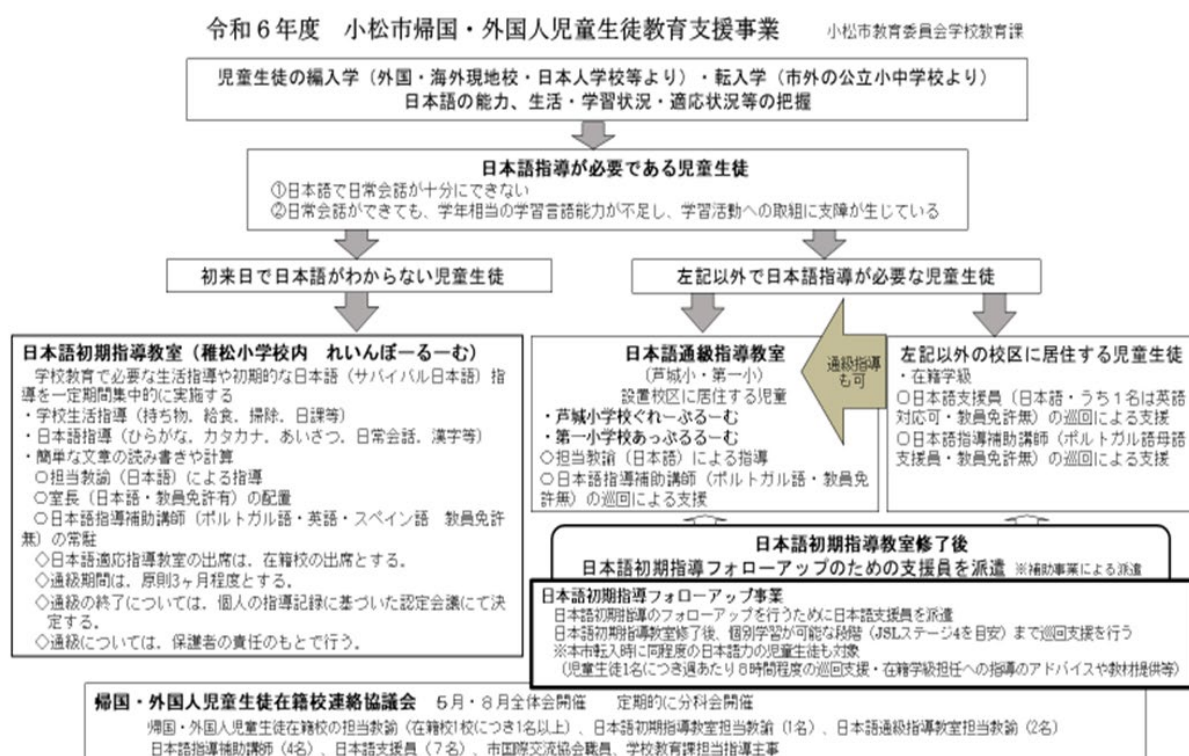 令和6年度　小松市帰国・外国人児童生徒教育支援事業
小松市教育委員会学校教育課
児童生徒の編入学（外国・海外現地校・日本人学校等より）・転入学（市外の公立小中学校より）
日本語の能力、生活・学習状況・適応状況等の把握
日本語指導が必要である児童生徒
①日本語で日常会話が十分にできない
②日常会話ができても、学年相当の学習言語能力が不足し、学習活動への取組に支障が生じている
初来日で日本語がわからない児童生徒
左記以外で日本語指導が必要な児童生徒
日本語初期指導教室（稚松小学校内　れいんぼーるーむ）
学校教育で必要な生活指導や初期的な日本語（サバイバル日本語）指
導を一定期間集中的に実施する
・学校生活指導（持ち物，給食，掃除，日課等）
・日本語指導（ひらがな，カタカナ，あいさつ，日常会話，漢字等）
・簡単な文章の読み書きや計算
○担当教諭（日本語）による指導
○室長（日本語・教員免許有）の配置
○日本語指導補助講師（ポルトガル語・英語・スペイン語　教員免許
無）の常駐
◇日本語適応指導教室の出席は，在籍校の出席とする。
◇通級期間は，原則3ヶ月程度とする。
◇通級の終了については，個人の指導記録に基づいた認定会議にて決
定する。
◇通級については，保護者の責任のもとで行う。
日本語通級指導教室
（芦城小・第一小）
設置校区に居住する児童
・芦城小学校ぐれーぷるーむ
・第一小学校あっぷるるーむ
◇担当教諭（日本語）による指導
○日本語指導補助講師（ポルトガル語・教員免
許無）の巡回による支援
通級指導
も可
左記以外の校区に居住する児童生徒
・在籍学級
○日本語支援員（日本語・うち１名は英語
対応可・教員免許無）の巡回による支援
○日本語指導補助講師（ポルトガル語母語
支援員・教員免許無）の巡回による支援
日本語初期指導教室修了後
日本語初期指導フォローアップのための支援員を派遣　※補助事業による派遣
日本語初期指導フォローアップ事業
日本語初期指導のフォローアップを行うために日本語支援員を派遣
日本語初期指導教室修了後、個別学習が可能な段階（JSLステージ4を目安）まで巡回支援を行う
※本市転入時に同程度の日本語力の児童生徒も対象
（児童生徒1名につき週あたり8時間程度の巡回支援・在籍学級担任への指導のアドバイスや教材提供等）
帰国・外国人児童生徒在籍校連絡協議会　５月・８月全体会開催　　定期的に分科会開催
帰国・外国人児童生徒在籍校の担当教諭（在籍校1校につき1名以上）、日本語初期指導教室担当教諭（1名）、日本語通級指導教室担当教諭（2名）
日本語指導補助講師（4名）、日本語支援員（７名）、市国際交流協会職員、学校教育課担当指導主事